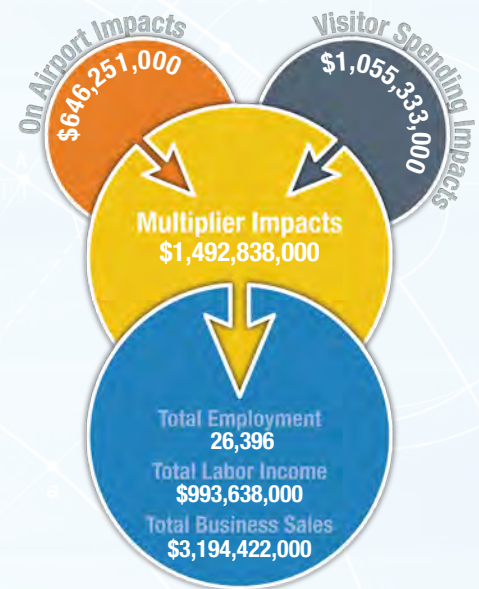 On Airport Impacts
$646,251,000
Visitor Spending Impacts
$1,055,333,000
Multiplier Impacts
$1,492,838,000
Total Employment
26,396
Total Labor Income
$993,638,000
Total Business Sales
$3,194,422,000